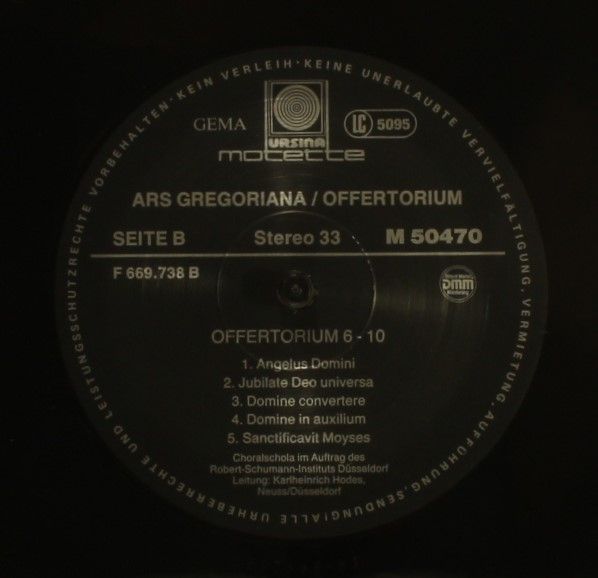 ALLE URHEBERRECHTE UND LEISTUNGSSCHUTZRECHTE VORBEHALTEN · KEIN VERLEIH · KEINE UNERLAUBTE VERVIELFÄLTIGUNG, VERMIETUNG, AUFFÜHRUNG, SENDUNG!
GEMA
URSINA
motette
LC 5095
ARS GREGORIANA / OFFERTORIUM
SEITE B Stereo 33 M 50470
F 669.738 B
DMM
OFFERTORIUM 6 - 10
1. Angelus Domini
2. Jubilate Deo universa
3. Domine convertere
4. Domine in auxilium
5. Sanctificavit Moyses
Choralschola im Auftrag des
Robert-Schumann-Instituts Düsseldorf
Leitung: Karlheinrich Hodes,
Neuss/Düsseldorf